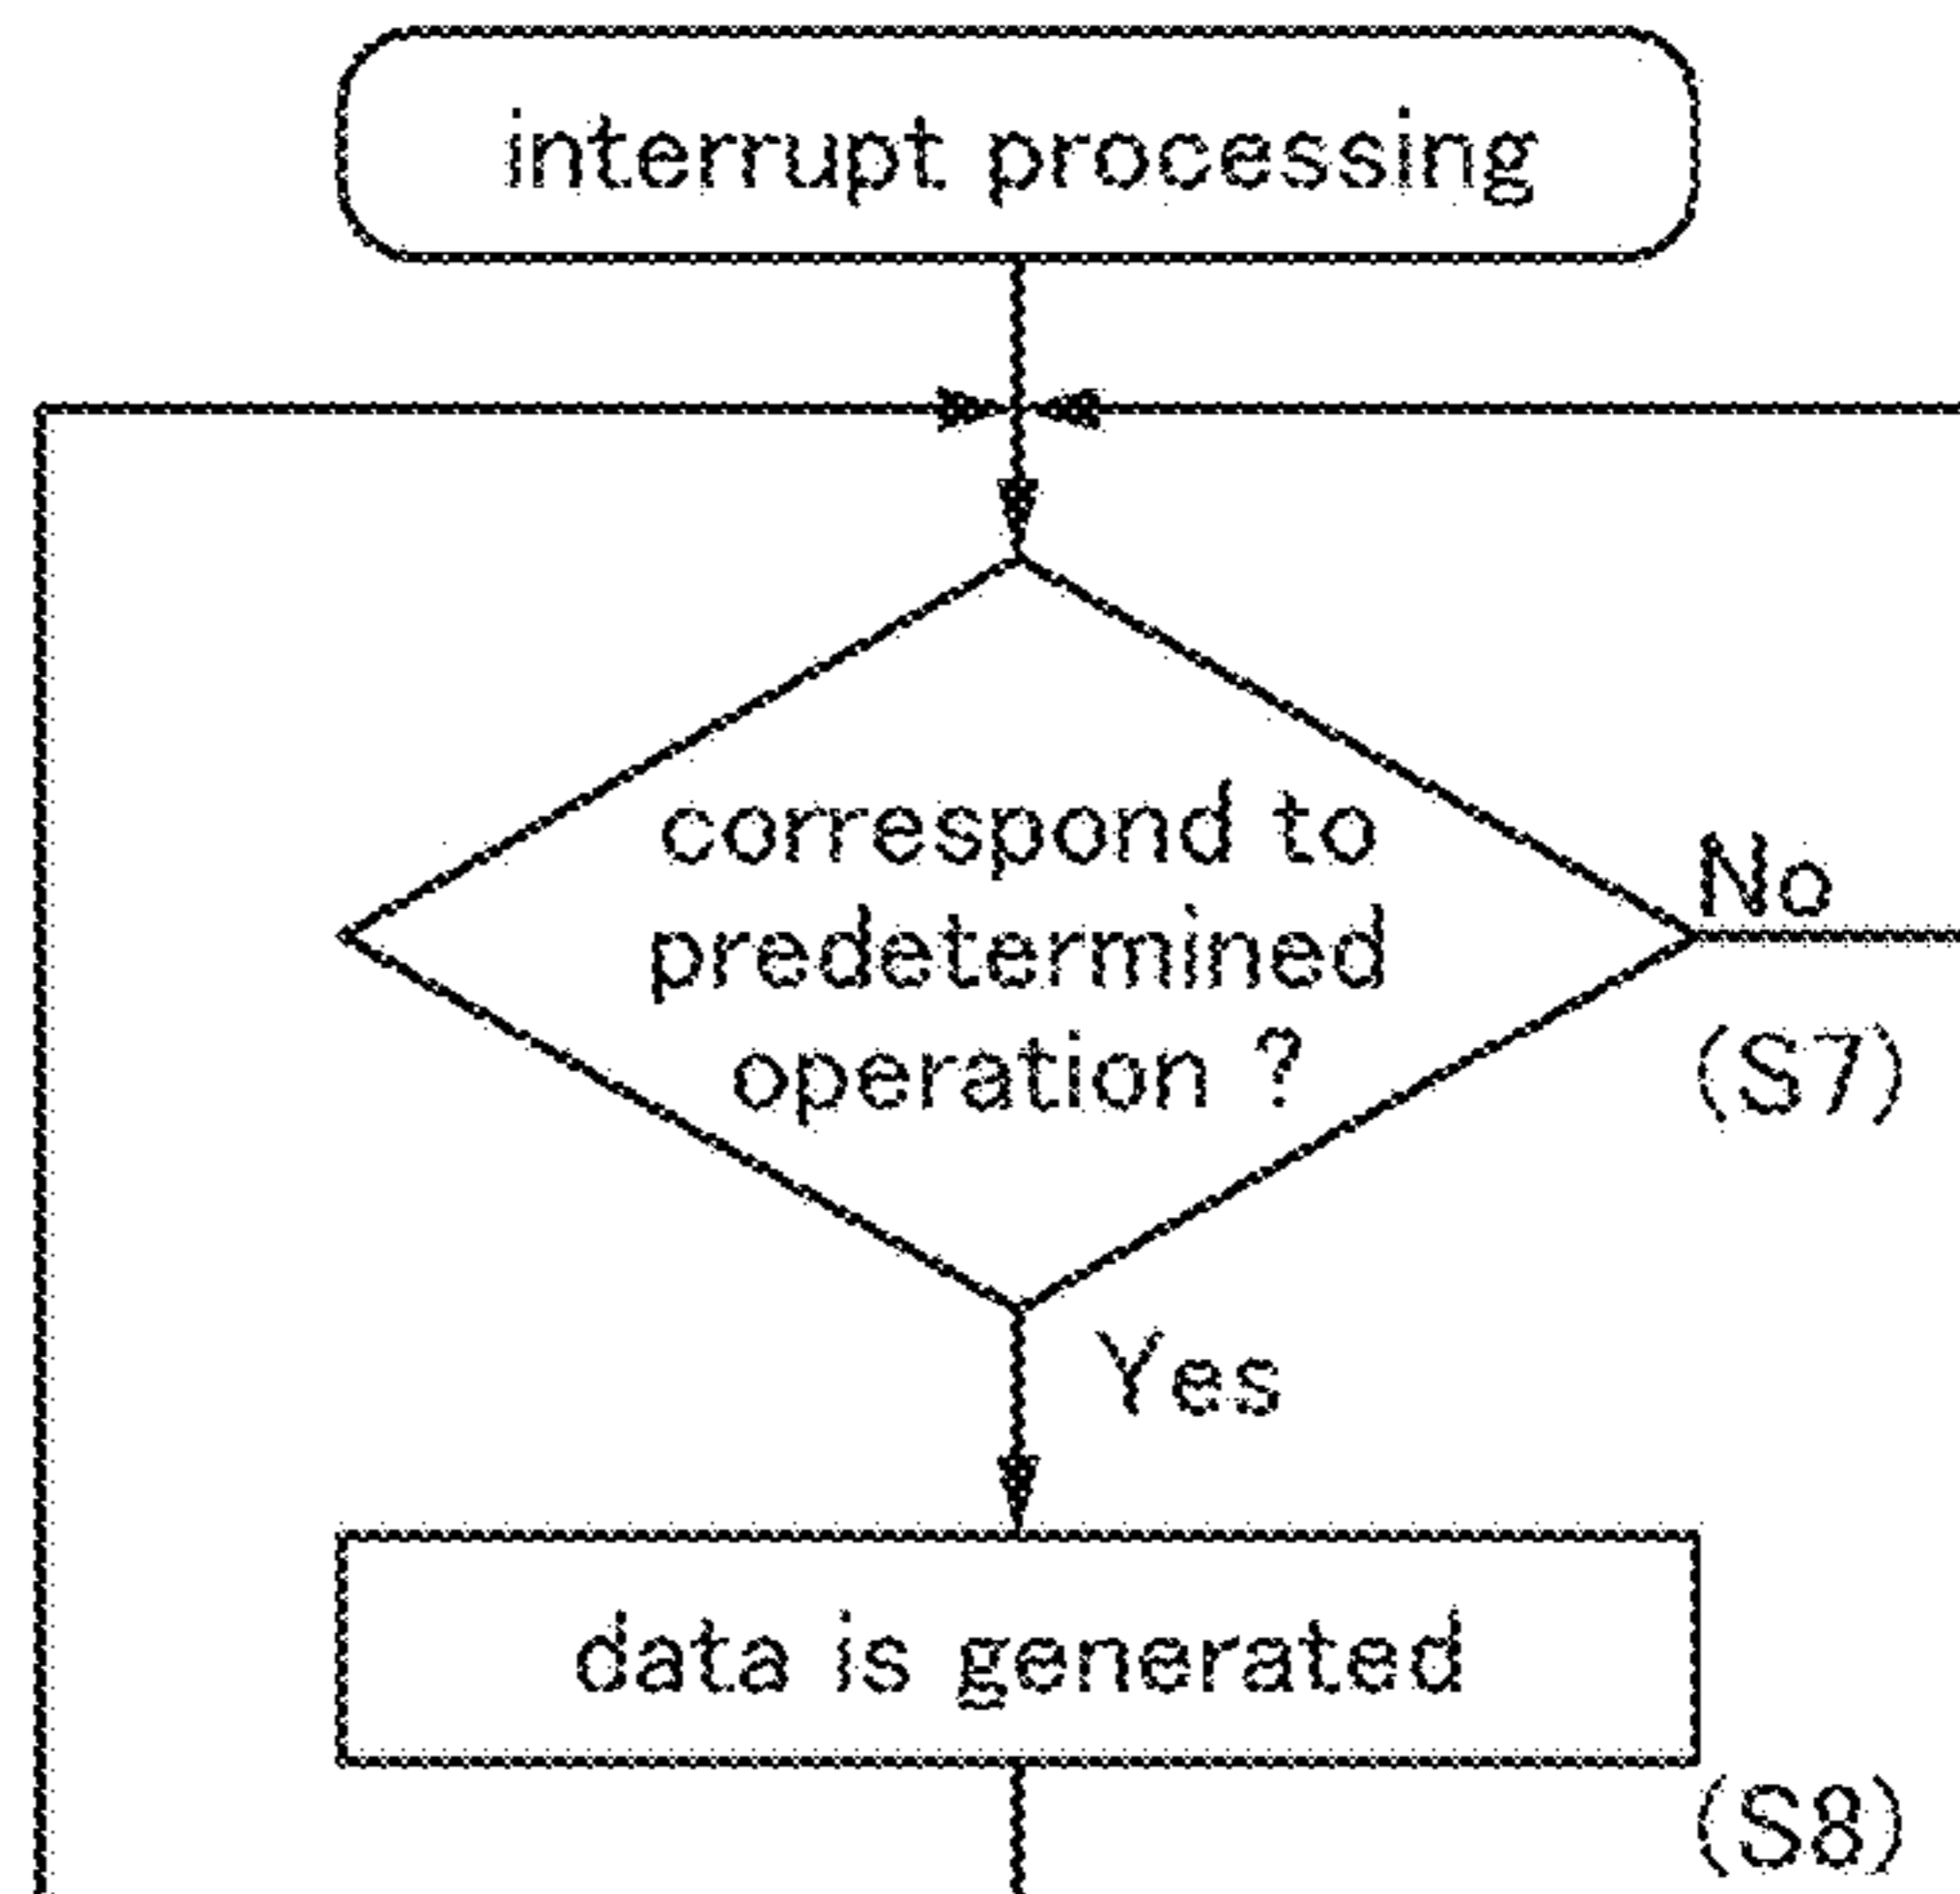 interrupt processing
correspond to
No
predetermined
operation ?
(S7)
Yes
data is generated
(S8)